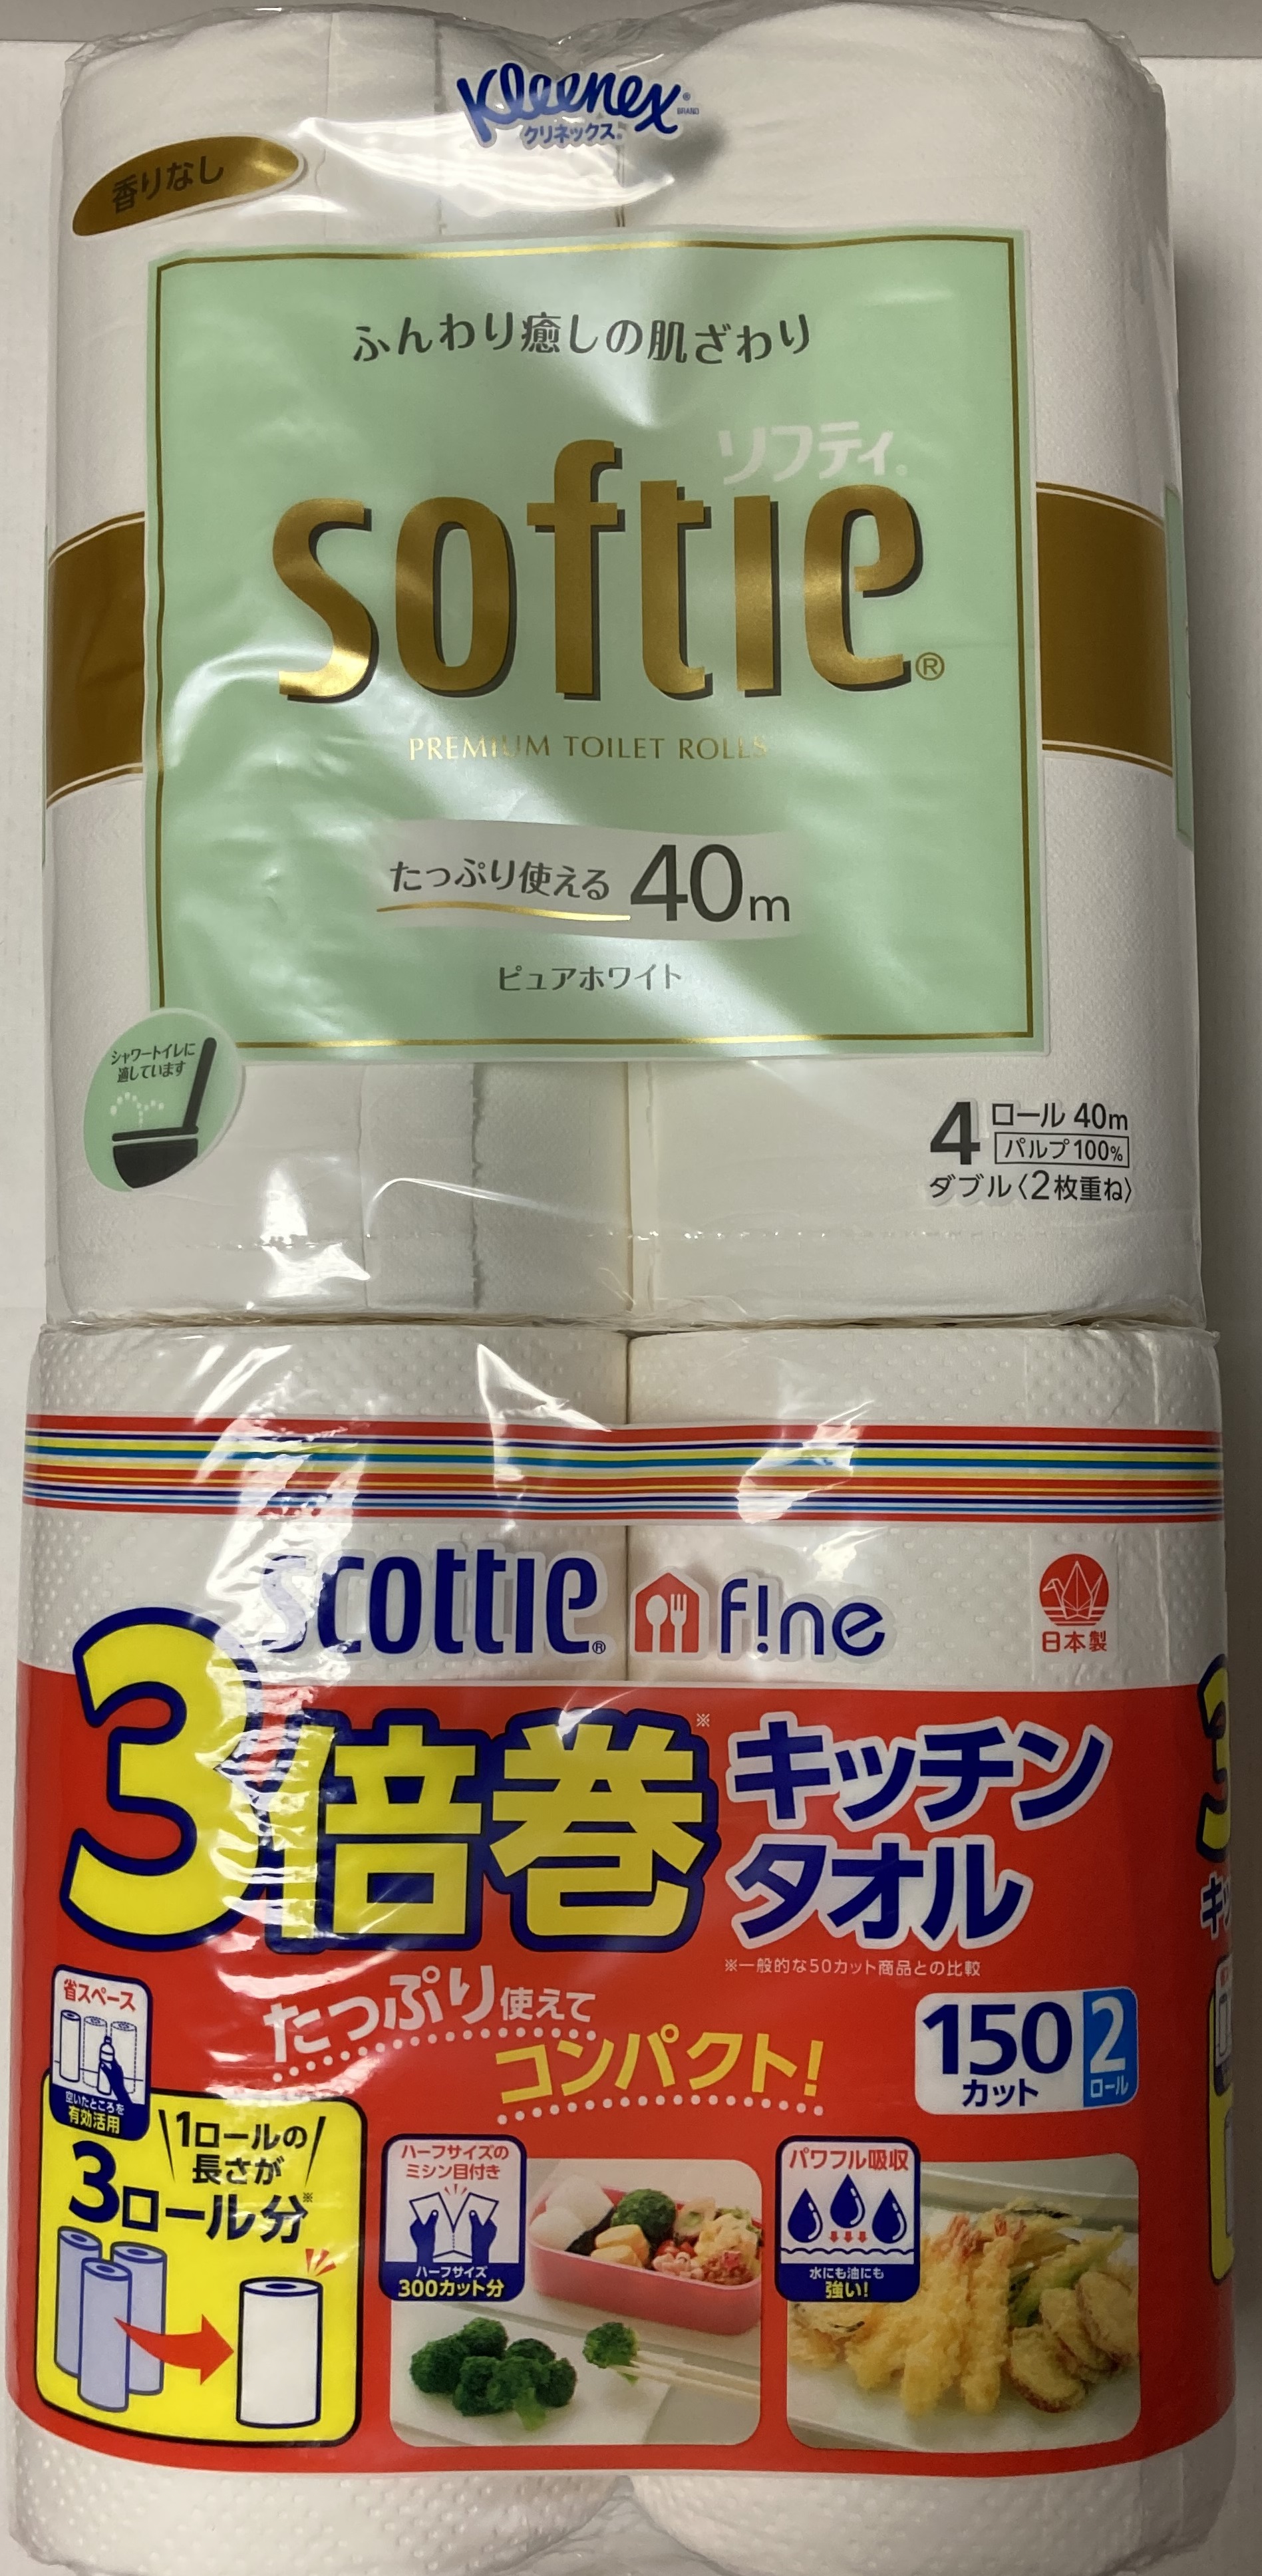 Kleenex® BRAND
クリネックス®
香りなし
ふんわり癒しの肌ざわり
ソフティ®
softie®
PREMIUM TOILET ROLLS
たっぷり使える 40m
ピュアホワイト
シャワートイレに
適しています
4 ロール 40m
パルプ100%
ダブル〈2枚重ね〉
scottie® f!ne
日本製
3倍巻※ キッチン
タオル
※一般的な50カット商品との比較
省スペース
空いたところを
有効活用
たっぷり使えて
コンパクト!
150
カット
2
ロール
1ロールの
長さが
3ロール分※
ハーフサイズの
ミシン目付き
ハーフサイズ
300カット分
パワフル吸収
水にも油にも
強い!
3
キッ